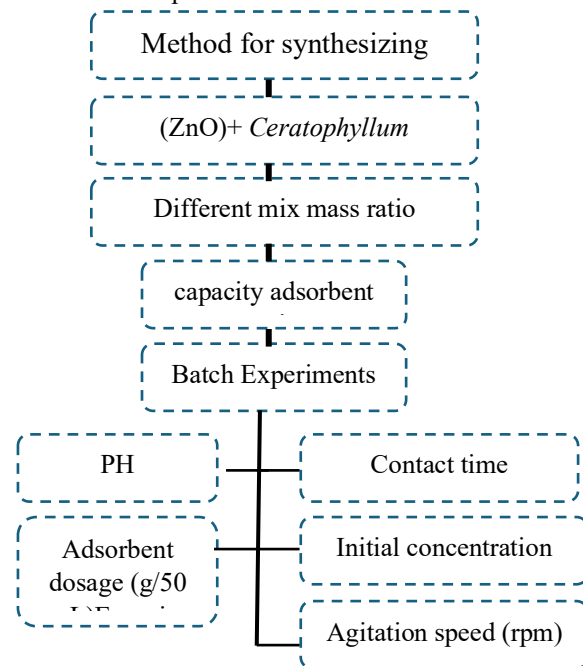 Method for synthesizing
(ZnO)+ Ceratophyllum
Different mix mass ratio
capacity adsorbent
Batch Experiments
PH
Contact time
Adsorbent
dosage (g/50
Initial concentration
Agitation speed (rpm)